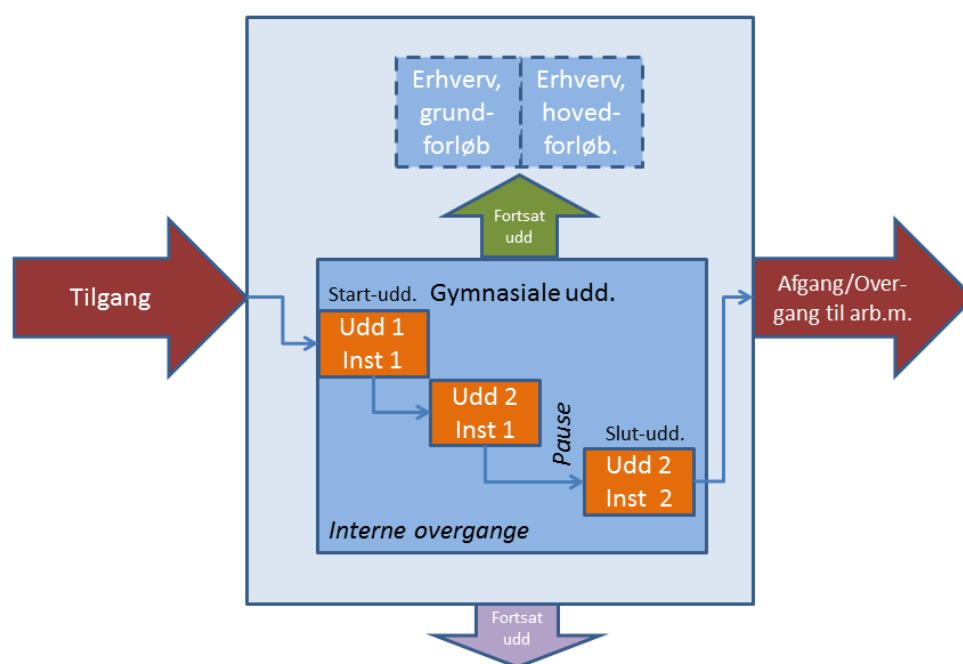 Erhverv,
grund-
forløb
Erhverv,
hoved-
forløb.
Fortsat
udd
Tilgang
Start-udd.
Gymnasiale udd.
Udd 1
Inst 1
Udd 2
Inst 1
Pause
Slut-udd.
Udd 2
Inst 2
Interne overgange
Afgang/Over-
gang til arb.m.
Fortsat
udd